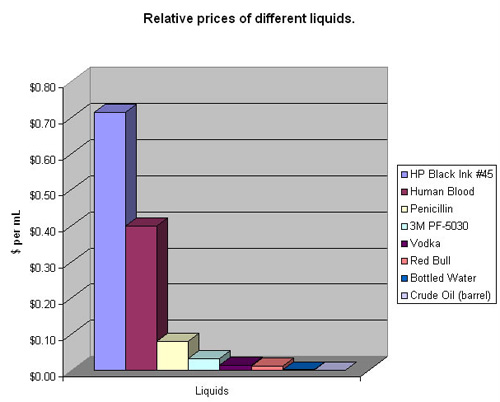 Relative prices of different liquids.
$0.80
$0.70
$0.60
$0.50
$0.40
$0.30
$0.20
$0.10
$0.00
$ per mL
Liquids
HP Black Ink #45
Human Blood
Penicillin
3M PF-5030
Vodka
Red Bull
Bottled Water
Crude Oil (barrel)